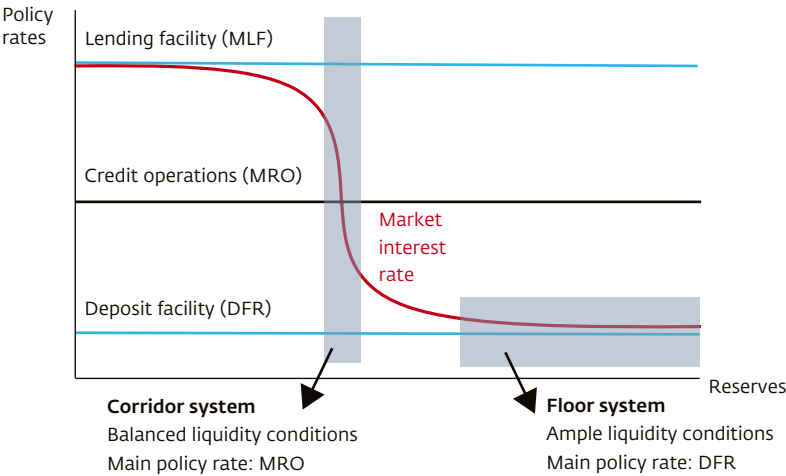 Policy
rates
Lending facility (MLF)
Credit operations (MRO)
Market
interest
rate
Deposit facility (DFR)
Reserves
Corridor system
Balanced liquidity conditions
Main policy rate: MRO
Floor system
Ample liquidity conditions
Main policy rate: DFR